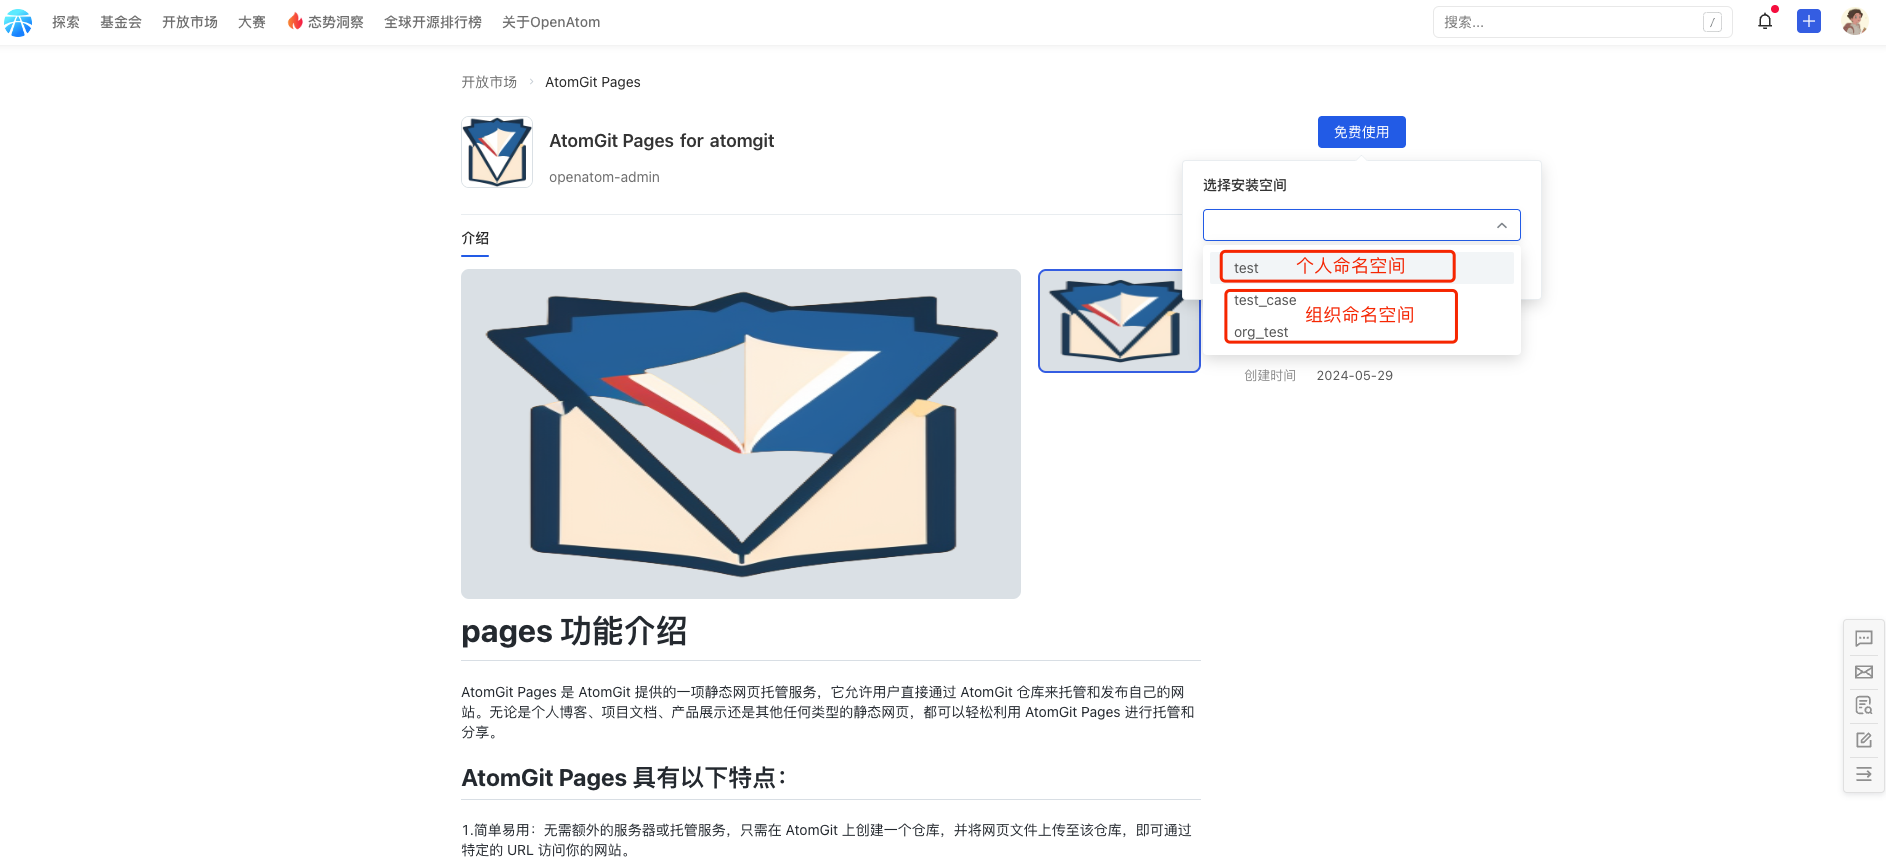 探索 基金会 开放市场 大赛 态势洞察 全球开源排行榜 关于OpenAtom 搜索... /
开放市场 › AtomGit Pages
AtomGit Pages for atomgit
openatom-admin
免费使用
选择安装空间
test 个人命名空间
test_case
组织命名空间
org_test
创建时间 2024-05-29
介绍
pages 功能介绍
AtomGit Pages 是 AtomGit 提供的一项静态网页托管服务，它允许用户直接通过 AtomGit 仓库来托管和发布自己的网
站。无论是个人博客、项目文档、产品展示还是其他任何类型的静态网页，都可以轻松利用 AtomGit Pages 进行托管和
分享。
AtomGit Pages 具有以下特点：
1.简单易用：无需额外的服务器或托管服务，只需在 AtomGit 上创建一个仓库，并将网页文件上传至该仓库，即可通过
特定的 URL 访问你的网站。